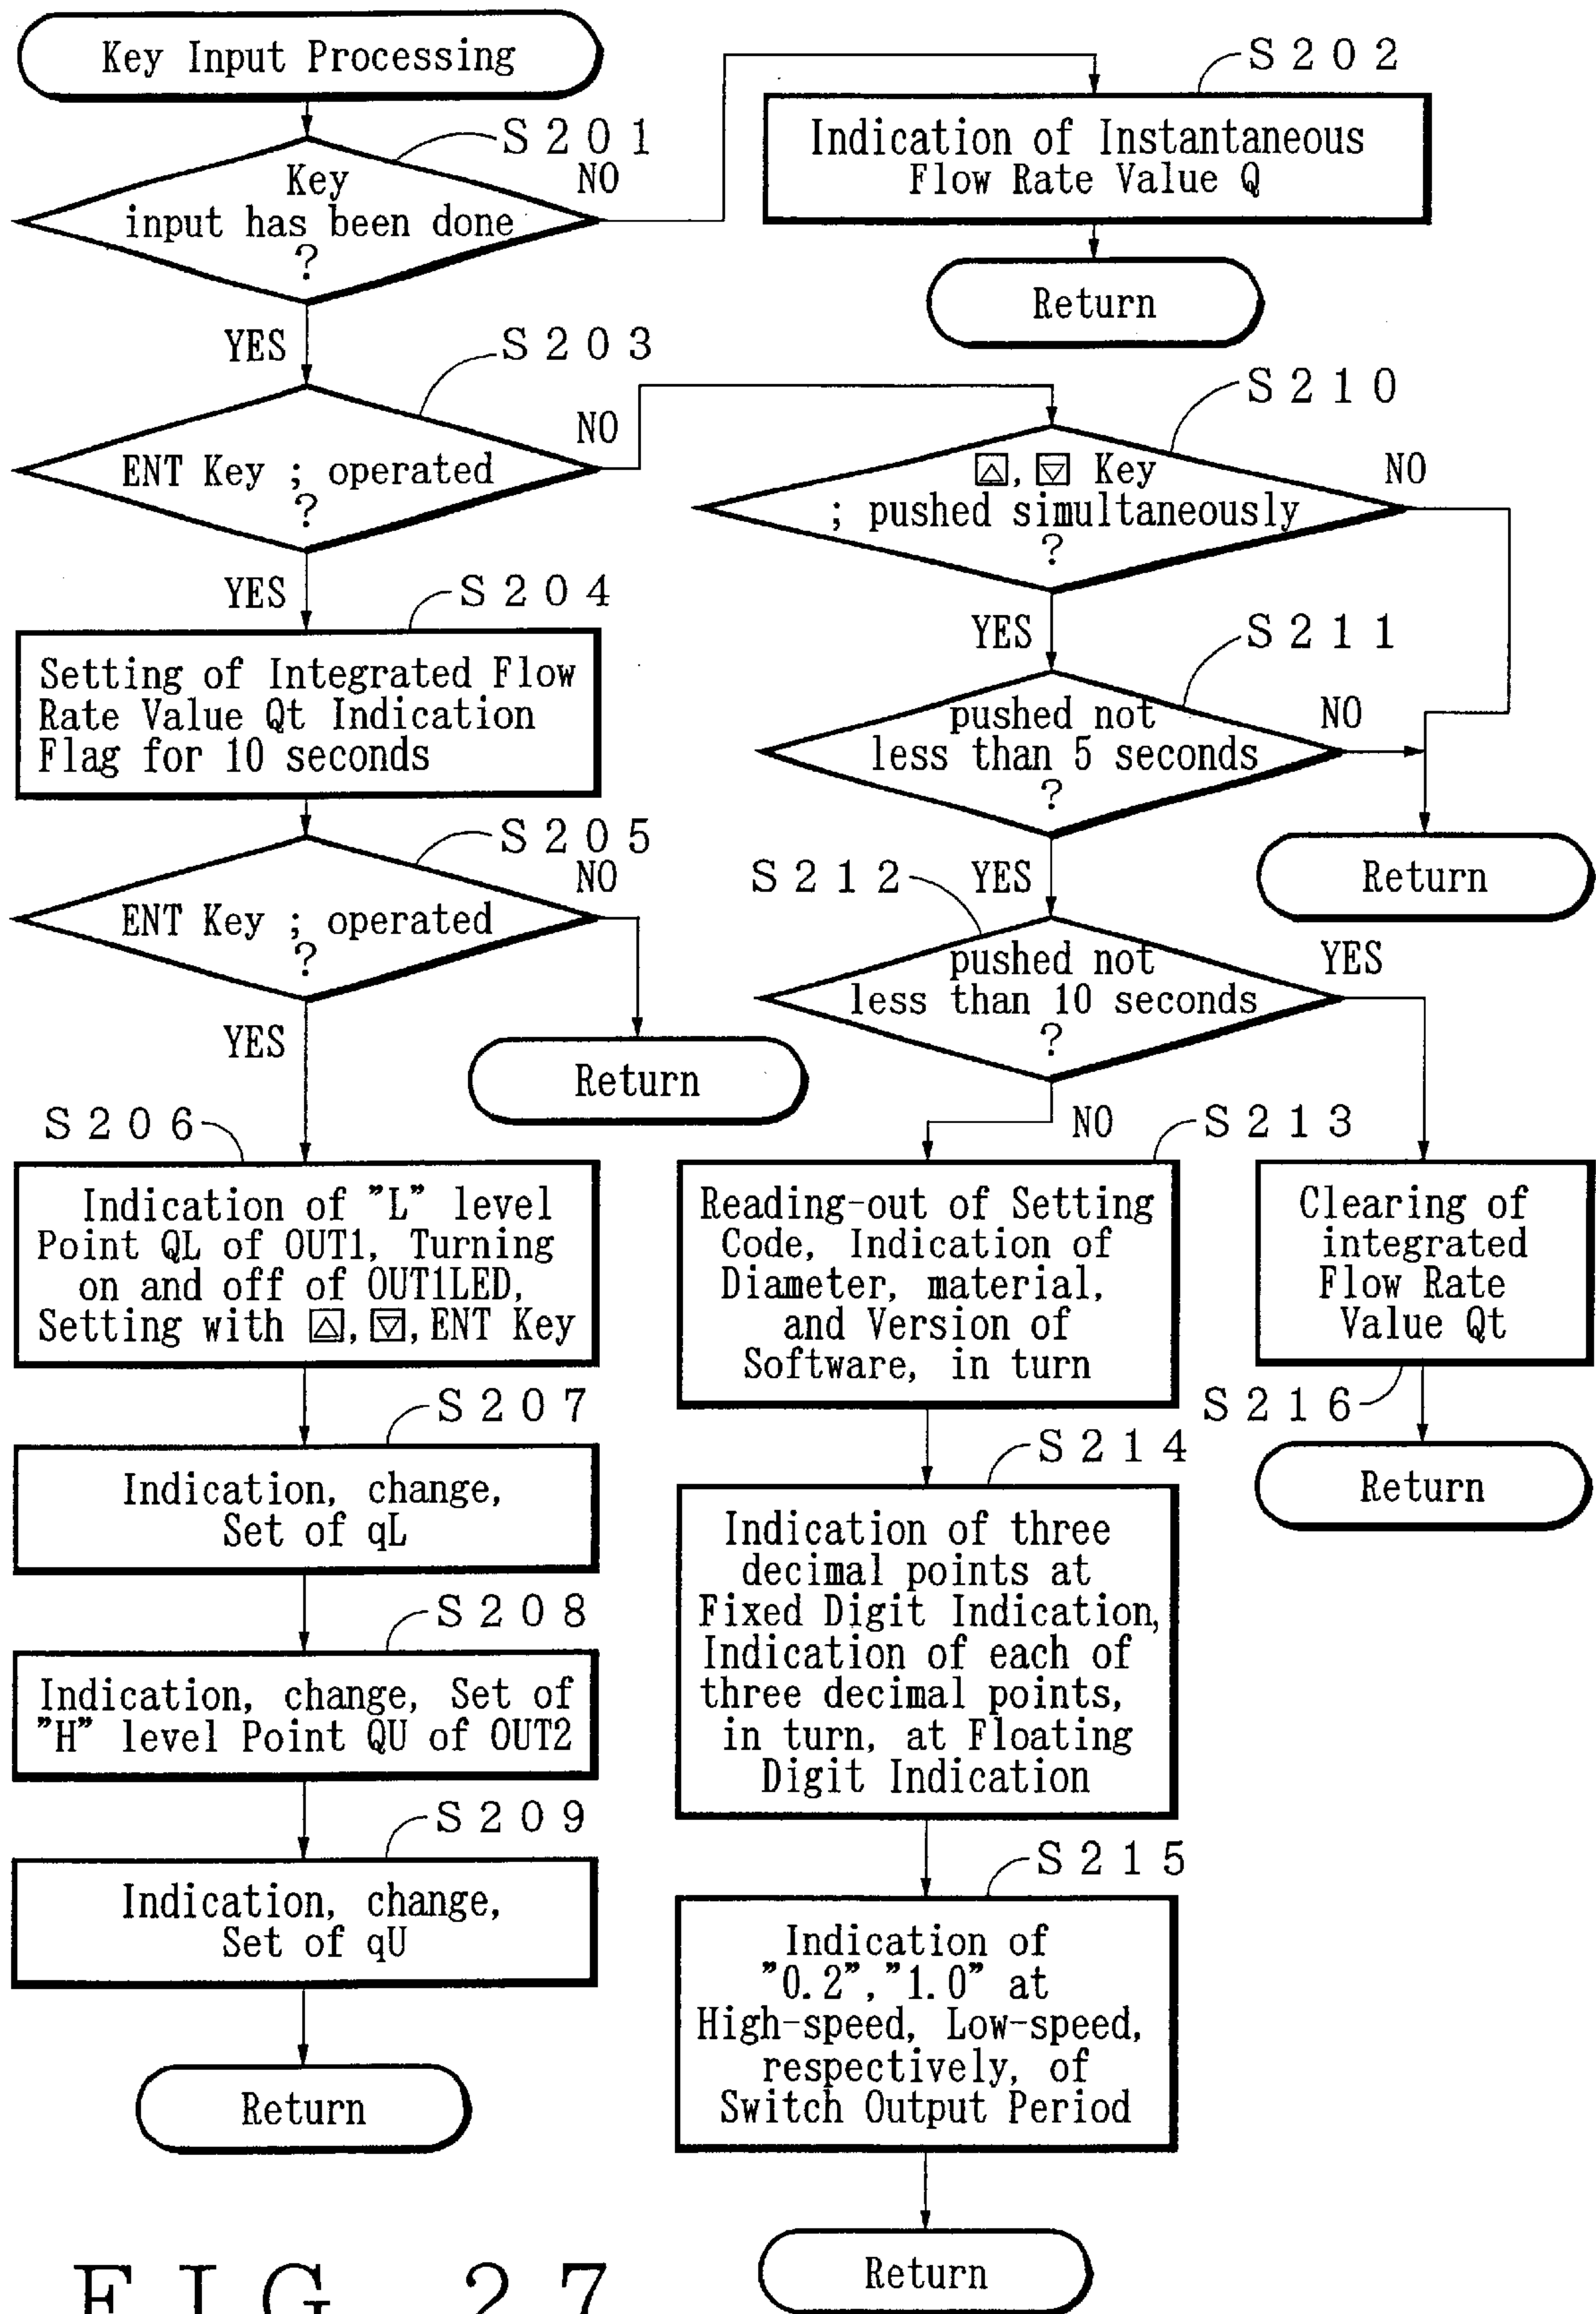 Key Input Processing
S201
Key
input has been done
?
NO
YES
S202
Indication of Instantaneous
Flow Rate Value Q
Return
S203
ENT Key ; operated
?
NO
YES
S204
Setting of Integrated Flow
Rate Value Qt Indication
Flag for 10 seconds
S205
ENT Key ; operated
?
NO
YES
Return
S206
Indication of "L" level
Point QL of OUT1, Turning
on and off of OUT1LED,
Setting with △, ▽, ENT Key
S207
Indication, change,
Set of qL
S208
Indication, change, Set of
"H" level Point QU of OUT2
S209
Indication, change,
Set of qU
Return
S210
△, ▽ Key
; pushed simultaneously
?
NO
YES
S211
pushed not
less than 5 seconds
?
NO
YES
Return
S212
pushed not
less than 10 seconds
?
YES
NO
S213
Reading-out of Setting
Code, Indication of
Diameter, material,
and Version of
Software, in turn
S214
Indication of three
decimal points at
Fixed Digit Indication,
Indication of each of
three decimal points,
in turn, at Floating
Digit Indication
S215
Indication of
"0.2", "1.0" at
High-speed, Low-speed,
respectively, of
Switch Output Period
Return
Clearing of
integrated
Flow Rate
Value Qt
S216
Return
FIG. 27